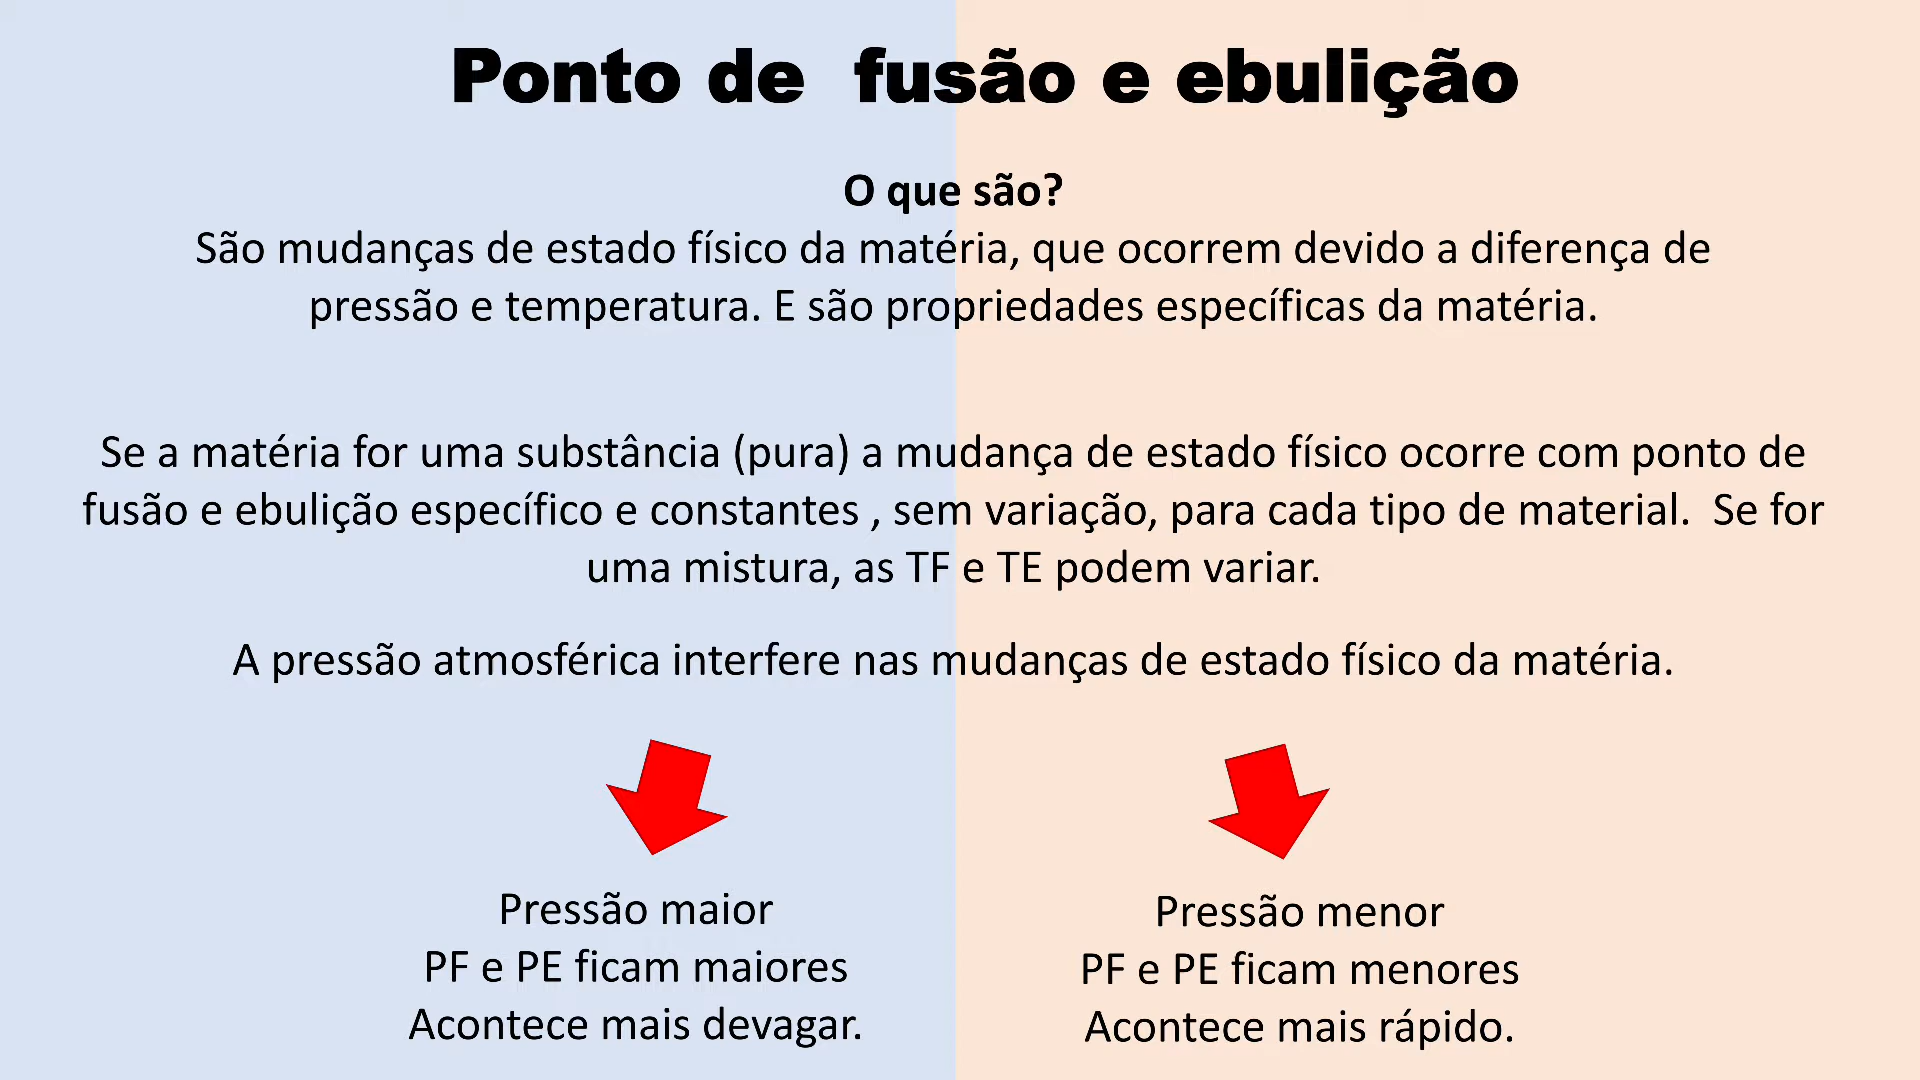 Ponto de  fusão e ebulição
O que são?
São mudanças de estado físico da matéria, que ocorrem devido a diferença de
pressão e temperatura. E são propriedades específicas da matéria.
Se a matéria for uma substância (pura) a mudança de estado físico ocorre com ponto de
fusão e ebulição específico e constantes , sem variação, para cada tipo de material.  Se for
uma mistura, as TF e TE podem variar.
A pressão atmosférica interfere nas mudanças de estado físico da matéria.
Pressão maior
PF e PE ficam maiores
Acontece mais devagar.
Pressão menor
PF e PE ficam menores
Acontece mais rápido.